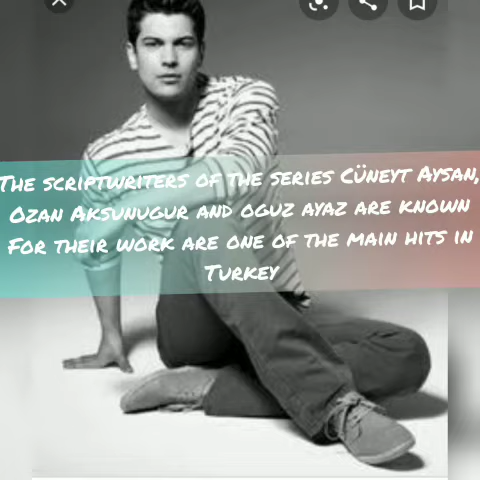 The scriptwriters of the series Cüneyt Aysan,
Ozan Aksunugur and oguz ayaz are known
For their work are one of the main hits in
Turkey